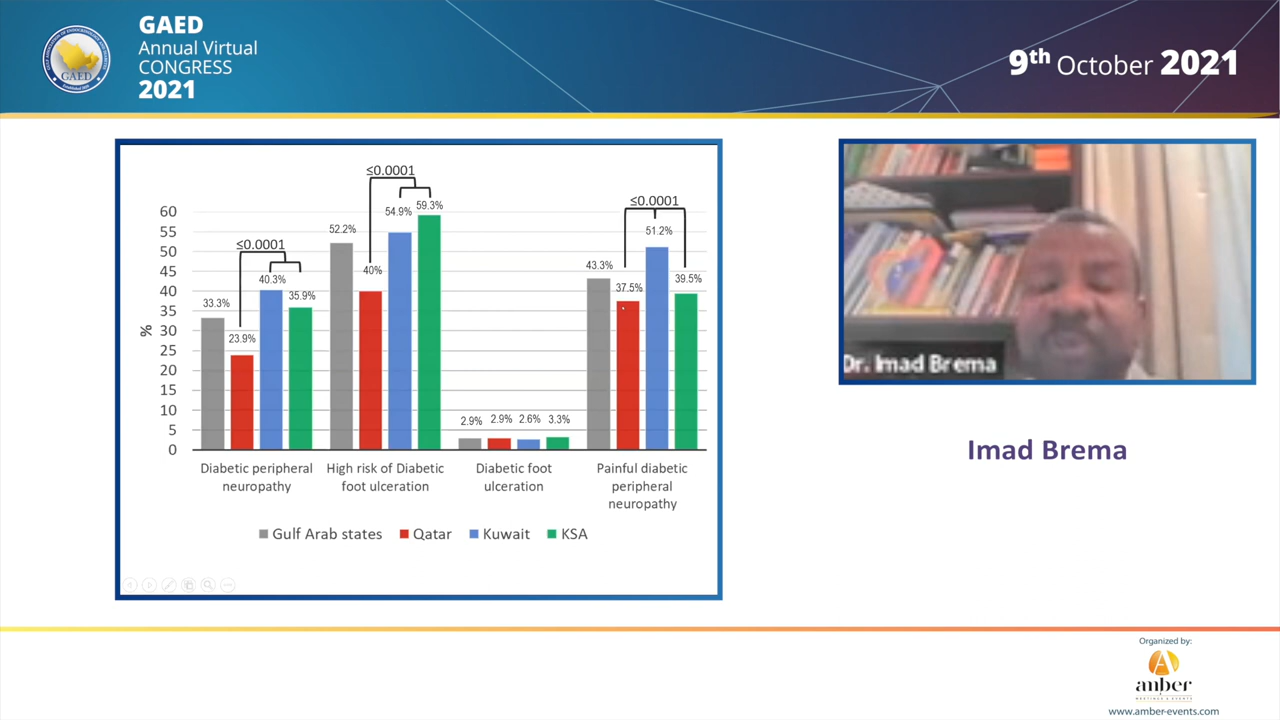 GAED
Annual Virtual
CONGRESS
2021
GAED
9th October 2021
≤0.0001
≤0.0001
≤0.0001
60
55
50
45
40
35
30
25
20
15
10
5
0
%
33.3%
23.9%
40.3%
35.9%
52.2%
40%
54.9%
59.3%
2.9%
2.9%
2.6%
3.3%
43.3%
37.5%
51.2%
39.5%
Diabetic peripheral
neuropathy
High risk of Diabetic
foot ulceration
Diabetic foot
ulceration
Painful diabetic
peripheral
neuropathy
Gulf Arab states
Qatar
Kuwait
KSA
Dr. Imad Brema
Imad Brema
Organized by:
anber
www.amber-events.com